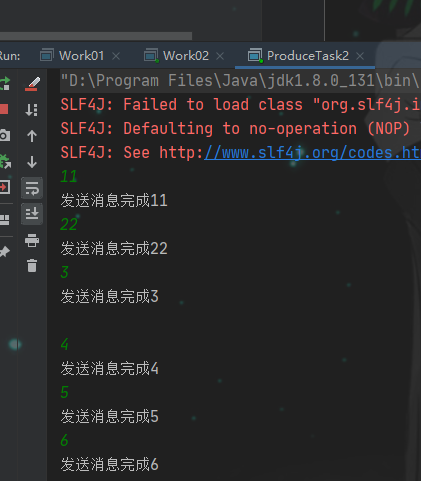 Run: Work01 Work02 ProduceTask2
"D:\Program Files\Java\jdk1.8.0_131\bin\
SLF4J: Failed to load class "org.slf4j.i
SLF4J: Defaulting to no-operation (NOP)
SLF4J: See http://www.slf4j.org/codes.ht
11
发送消息完成11
22
发送消息完成22
3
发送消息完成3
4
发送消息完成4
5
发送消息完成5
6
发送消息完成6